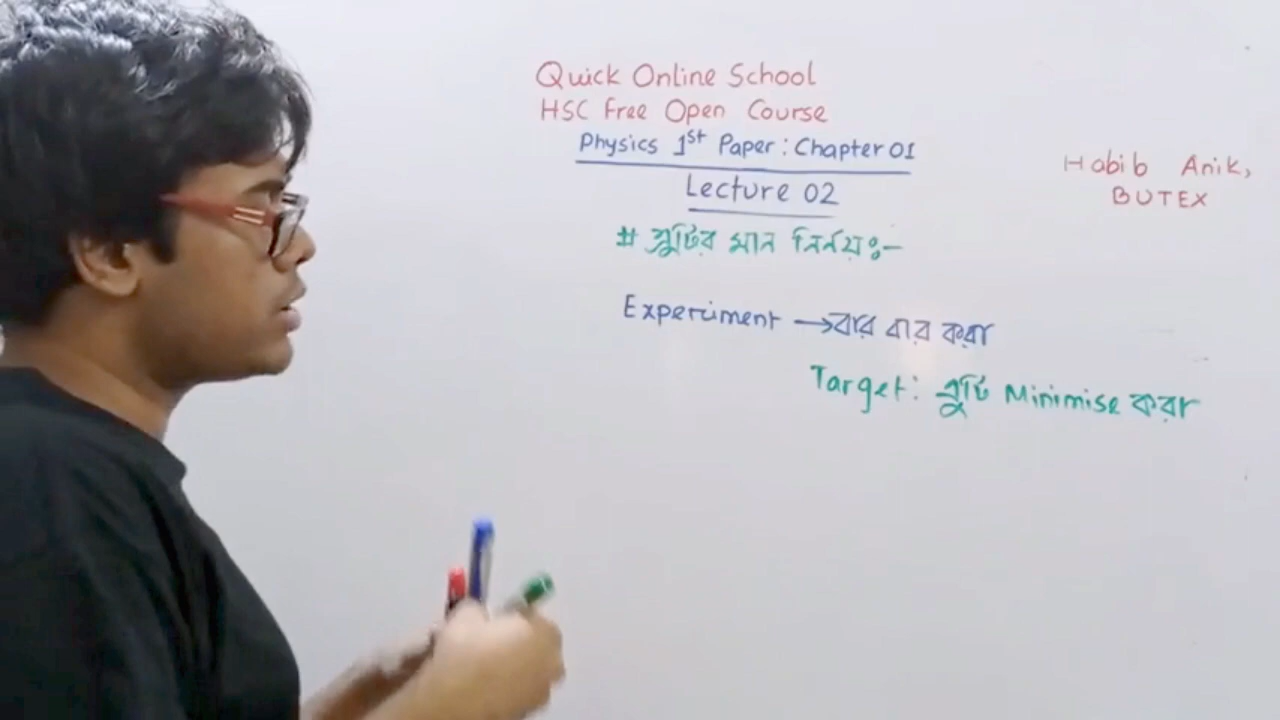 Quick Online School
HSC Free Open Course
Physics 1st Paper : Chapter 01
Lecture 02
Habib Anik,
BUTEX
# ত্রুটির মান নির্নয়ঃ-
Experiment → বার বার করা
Target: ত্রুটি Minimise করা